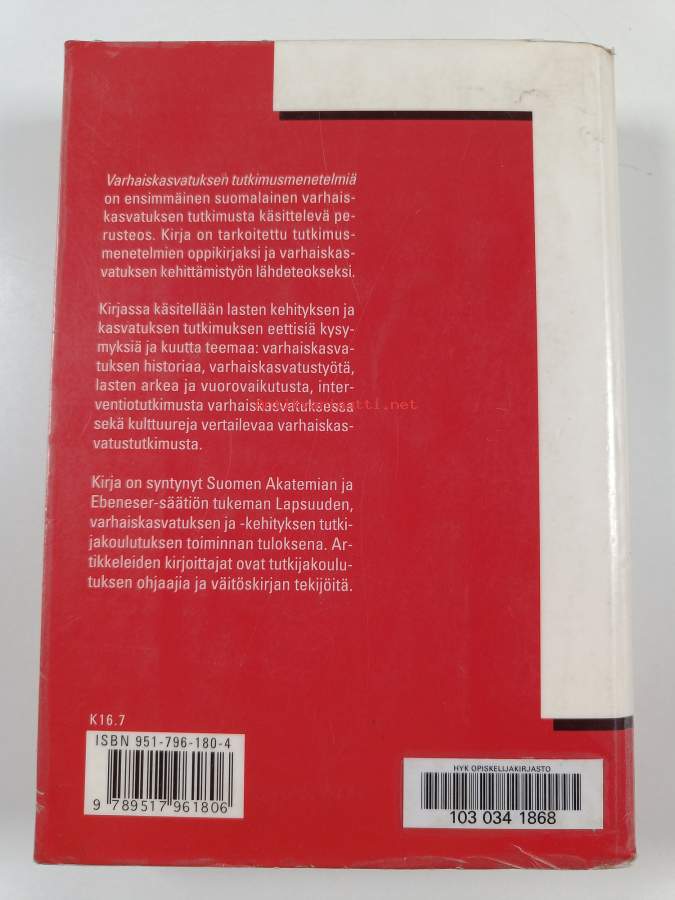 Varhaiskasvatuksen tutkimusmenetelmiä
on ensimmäinen suomalainen varhais-
kasvatuksen tutkimusta käsittelevä pe-
rusteos. Kirja on tarkoitettu tutkimus-
menetelmien oppikirjaksi ja varhaiskas-
vatuksen kehittämistyön lähdeteokseksi.
Kirjassa käsitellään lasten kehityksen ja
kasvatuksen tutkimuksen eettisiä kysy-
myksiä ja kuutta teemaa: varhaiskasva-
tuksen historiaa, varhaiskasvatustyötä,
lasten arkea ja vuorovaikutusta, inter-
ventiotutkimusta varhaiskasvatuksessa
sekä kulttuureja vertailevaa varhaiskas-
vatustutkimusta.
Kirja on syntynyt Suomen Akatemian ja
Ebeneser-säätiön tukeman Lapsuuden,
varhaiskasvatuksen ja -kehityksen tutki-
jakoulutuksen toiminnan tuloksena. Ar-
tikkeleiden kirjoittajat ovat tutkijakoulu-
tuksen ohjaajia ja väitöskirjan tekijöitä.
K16.7
ISBN 951-796-180-4
9 789517 961806
HYK OPISKELIJAKIRJASTO
103 034 1868